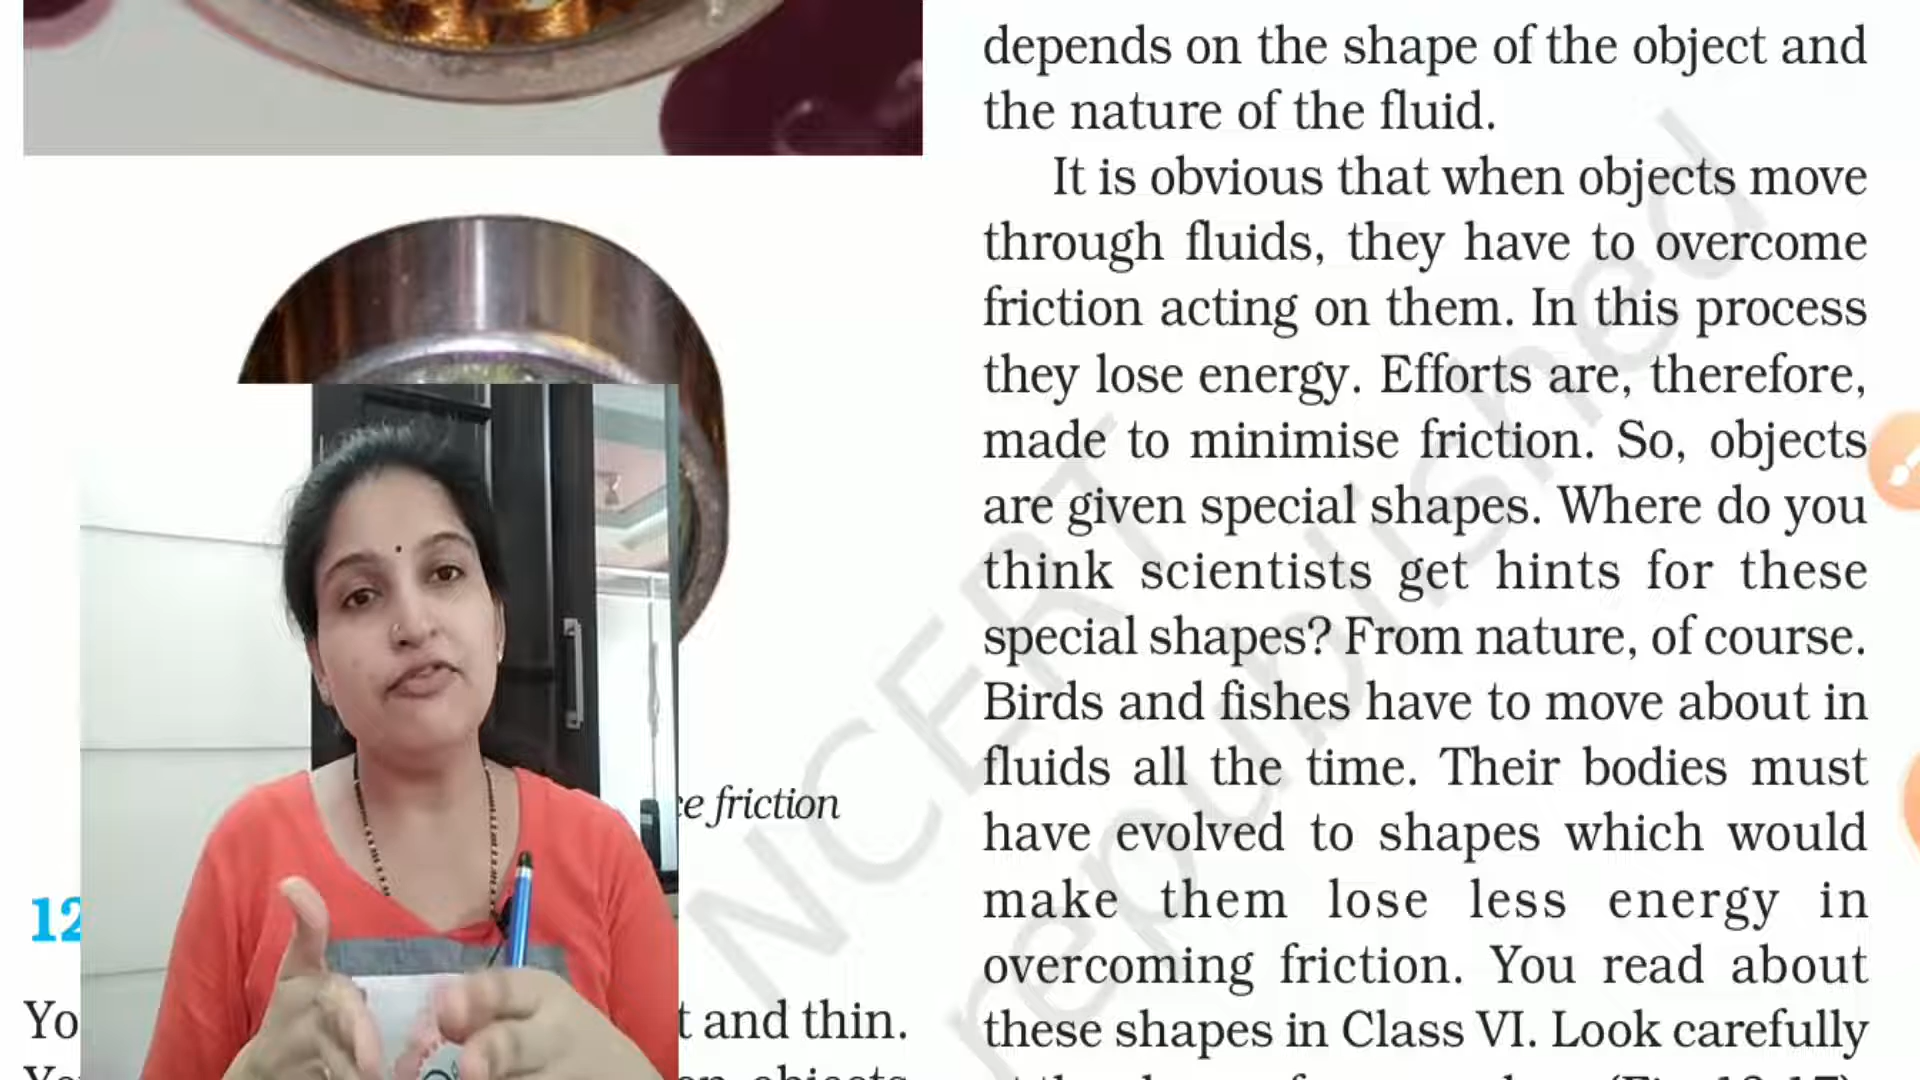 ce friction
12
Yo
t and thin.
objects
depends on the shape of the object and
the nature of the fluid.
It is obvious that when objects move
through fluids, they have to overcome
friction acting on them. In this process
they lose energy. Efforts are, therefore,
made to minimise friction. So, objects
are given special shapes. Where do you
think scientists get hints for these
special shapes? From nature, of course.
Birds and fishes have to move about in
fluids all the time. Their bodies must
have evolved to shapes which would
make them lose less energy in
overcoming friction. You read about
these shapes in Class VI. Look carefully
NCERT
republished